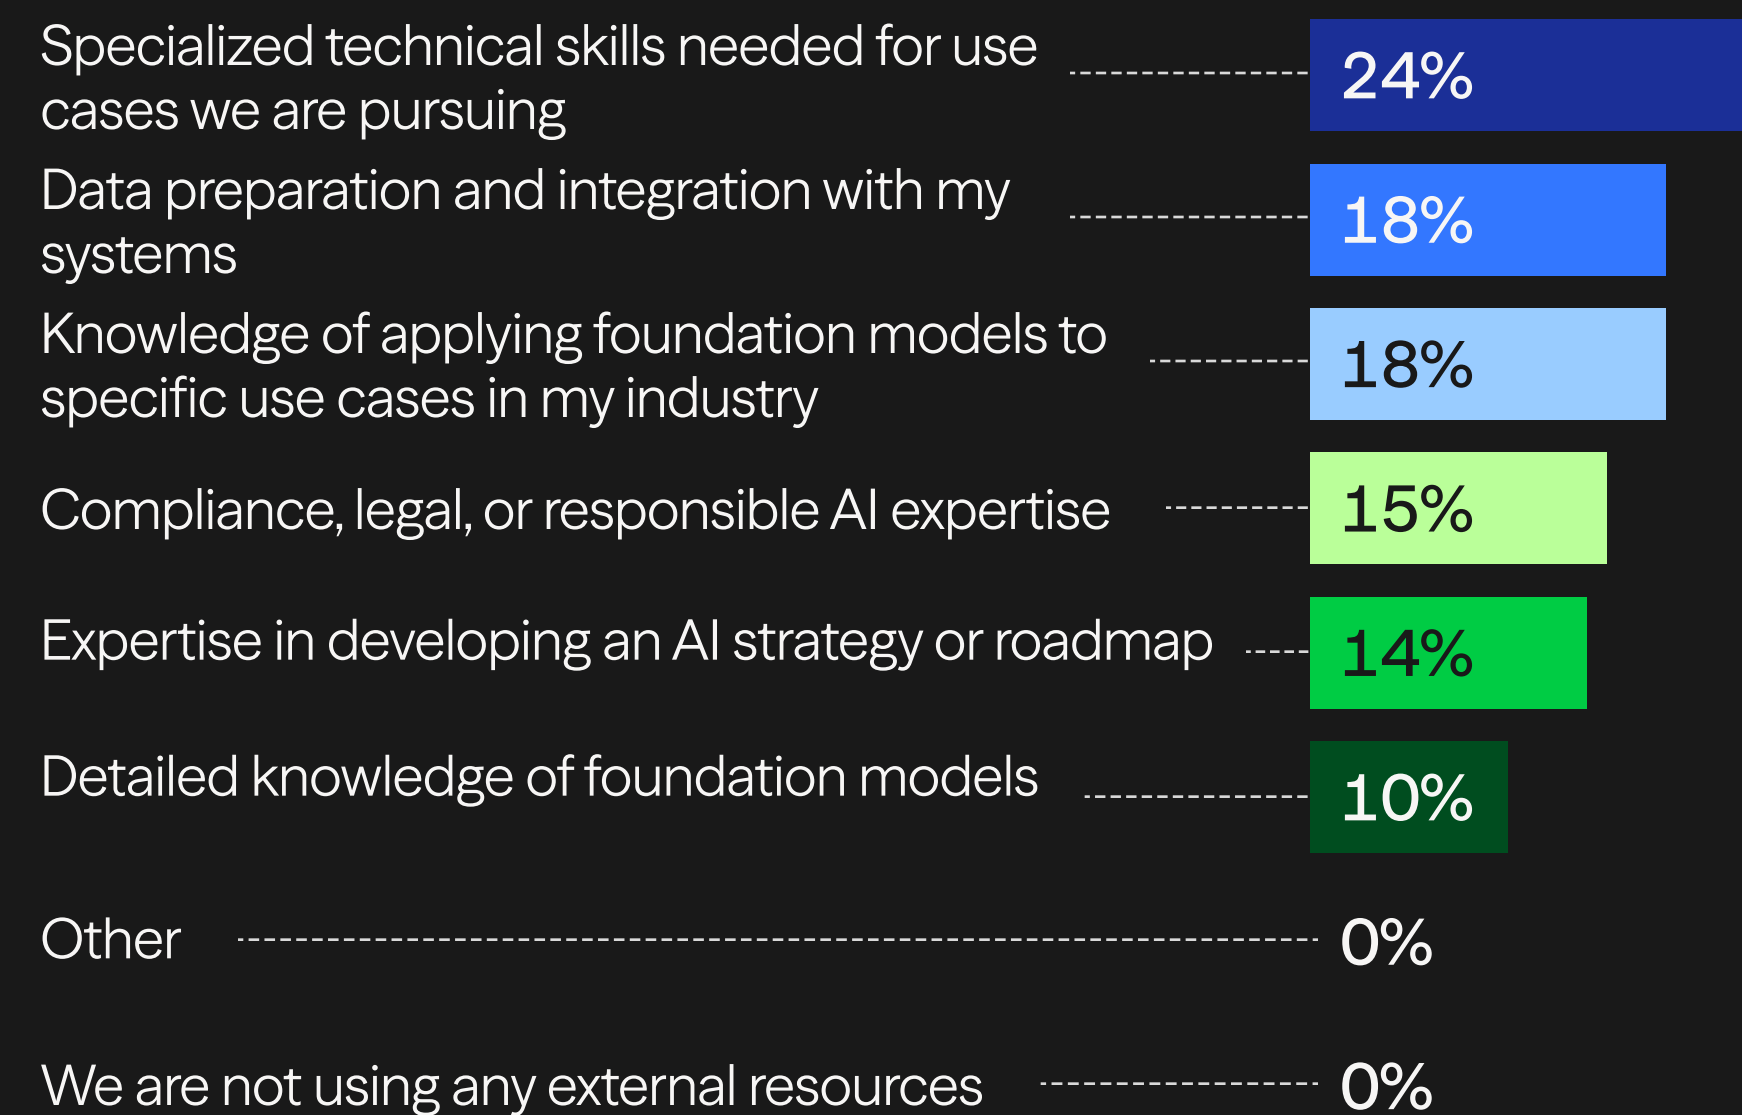 Specialized technical skills needed for use
cases we are pursuing
24%
Data preparation and integration with my
systems
18%
Knowledge of applying foundation models to
specific use cases in my industry
18%
Compliance, legal, or responsible AI expertise
15%
Expertise in developing an AI strategy or roadmap
14%
Detailed knowledge of foundation models
10%
Other
0%
We are not using any external resources
0%